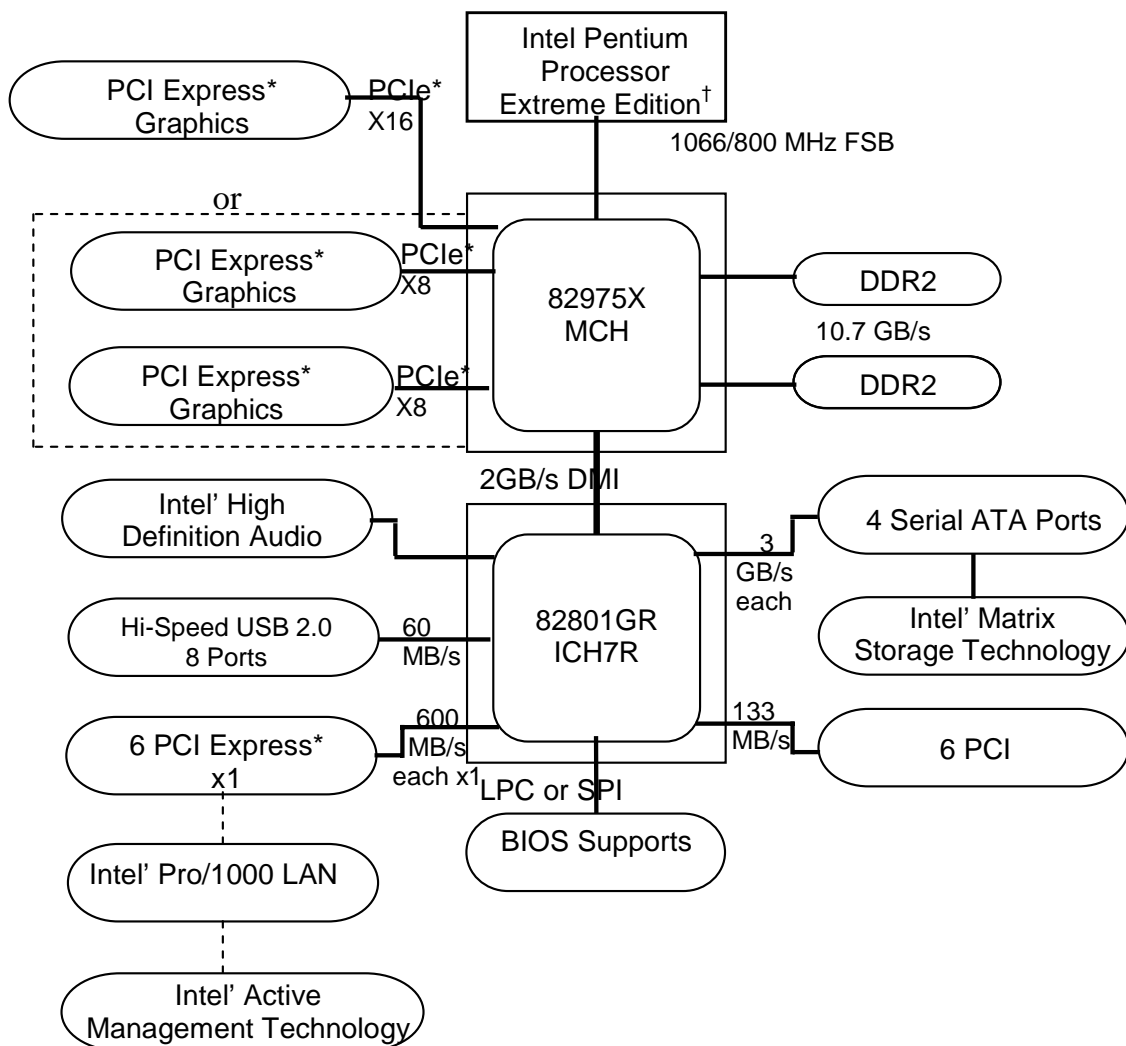 Intel Pentium
Processor
Extreme Edition†
PCI Express*
Graphics
PCIe*
X16
1066/800 MHz FSB
or
PCI Express*
Graphics
PCIe*
X8
82975X
MCH
DDR2
10.7 GB/s
DDR2
PCI Express*
Graphics
PCIe*
X8
2GB/s DMI
Intel’ High
Definition Audio
3
GB/s
each
4 Serial ATA Ports
Hi-Speed USB 2.0
8 Ports
60
MB/s
82801GR
ICH7R
Intel’ Matrix
Storage Technology
6 PCI Express*
x1
600
MB/s
each x1
133
MB/s
6 PCI
LPC or SPI
BIOS Supports
Intel’ Pro/1000 LAN
Intel’ Active
Management Technology